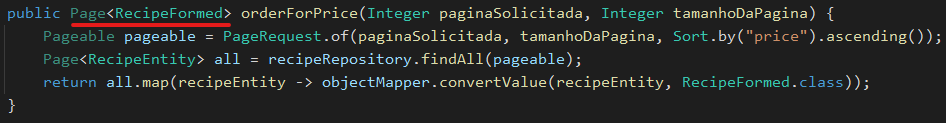 public Page<RecipeFormed> orderForPrice(Integer paginaSolicitada, Integer tamanhoDaPagina) {
Pageable pageable = PageRequest.of(paginaSolicitada, tamanhoDaPagina, Sort.by("price").ascending());
Page<RecipeEntity> all = recipeRepository.findAll(pageable);
return all.map(recipeEntity -> objectMapper.convertValue(recipeEntity, RecipeFormed.class));
}